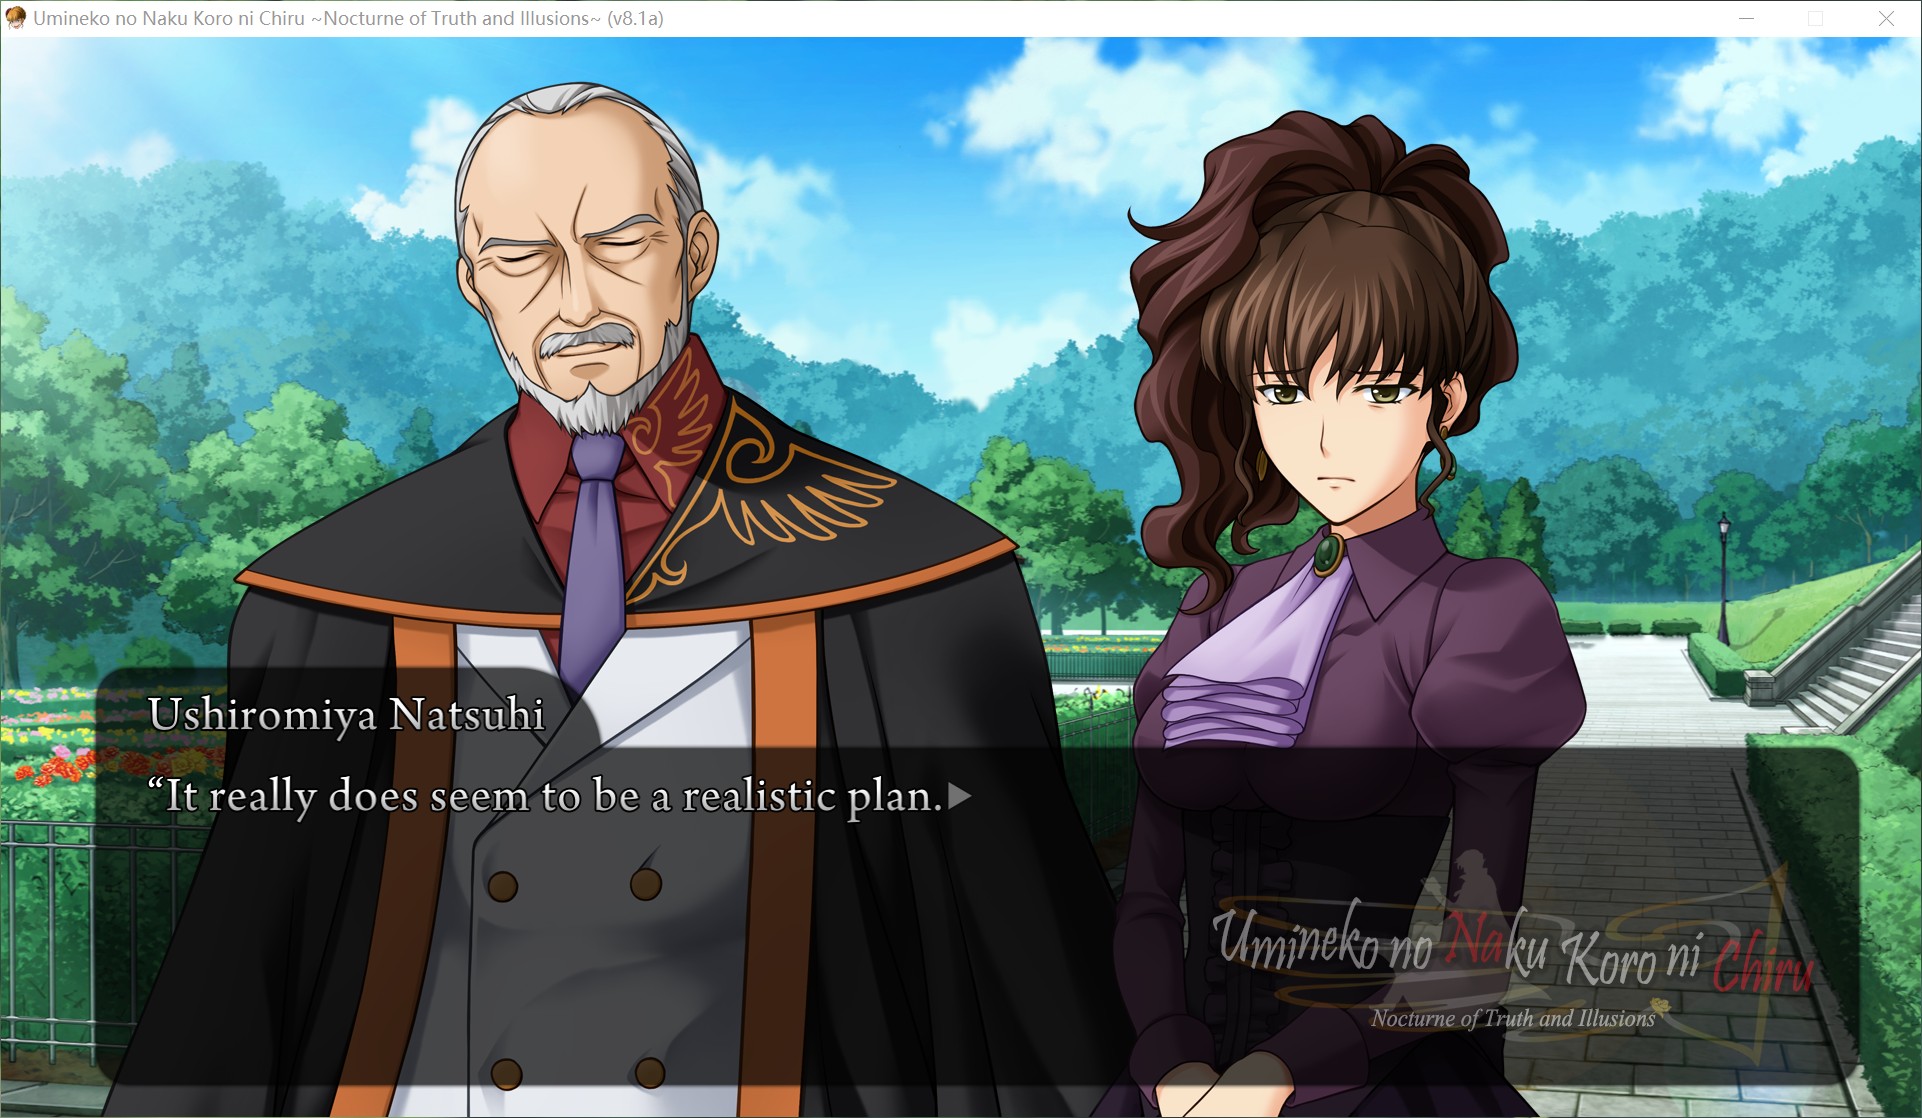 Umineko no Naku Koro ni Chiru ~Nocturne of Truth and Illusions~ (v8.1a)
Ushiromiya Natsuhi
“It really does seem to be a realistic plan.
Umineko no Naku Koro ni Chiru
Nocturne of Truth and Illusions